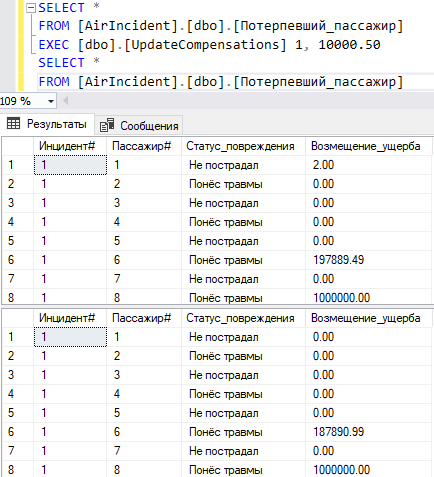 SELECT *
FROM [AirIncident].[dbo].[Потерпевший_пассажир]
EXEC [dbo].[UpdateCompensations] 1, 10000.50
SELECT *
FROM [AirIncident].[dbo].[Потерпевший_пассажир]
109 %
Результаты Сообщения
Инцидент# Пассажир# Статус_повреждения Возмещение_ущерба
1 1 1 Не пострадал 2.00
2 1 2 Понёс травмы 0.00
3 1 3 Не пострадал 0.00
4 1 4 Понёс травмы 0.00
5 1 5 Не пострадал 0.00
6 1 6 Понёс травмы 197889.49
7 1 7 Не пострадал 0.00
8 1 8 Понёс травмы 1000000.00
Инцидент# Пассажир# Статус_повреждения Возмещение_ущерба
1 1 1 Не пострадал 0.00
2 1 2 Понёс травмы 0.00
3 1 3 Не пострадал 0.00
4 1 4 Понёс травмы 0.00
5 1 5 Не пострадал 0.00
6 1 6 Понёс травмы 187890.99
7 1 7 Не пострадал 0.00
8 1 8 Понёс травмы 1000000.00